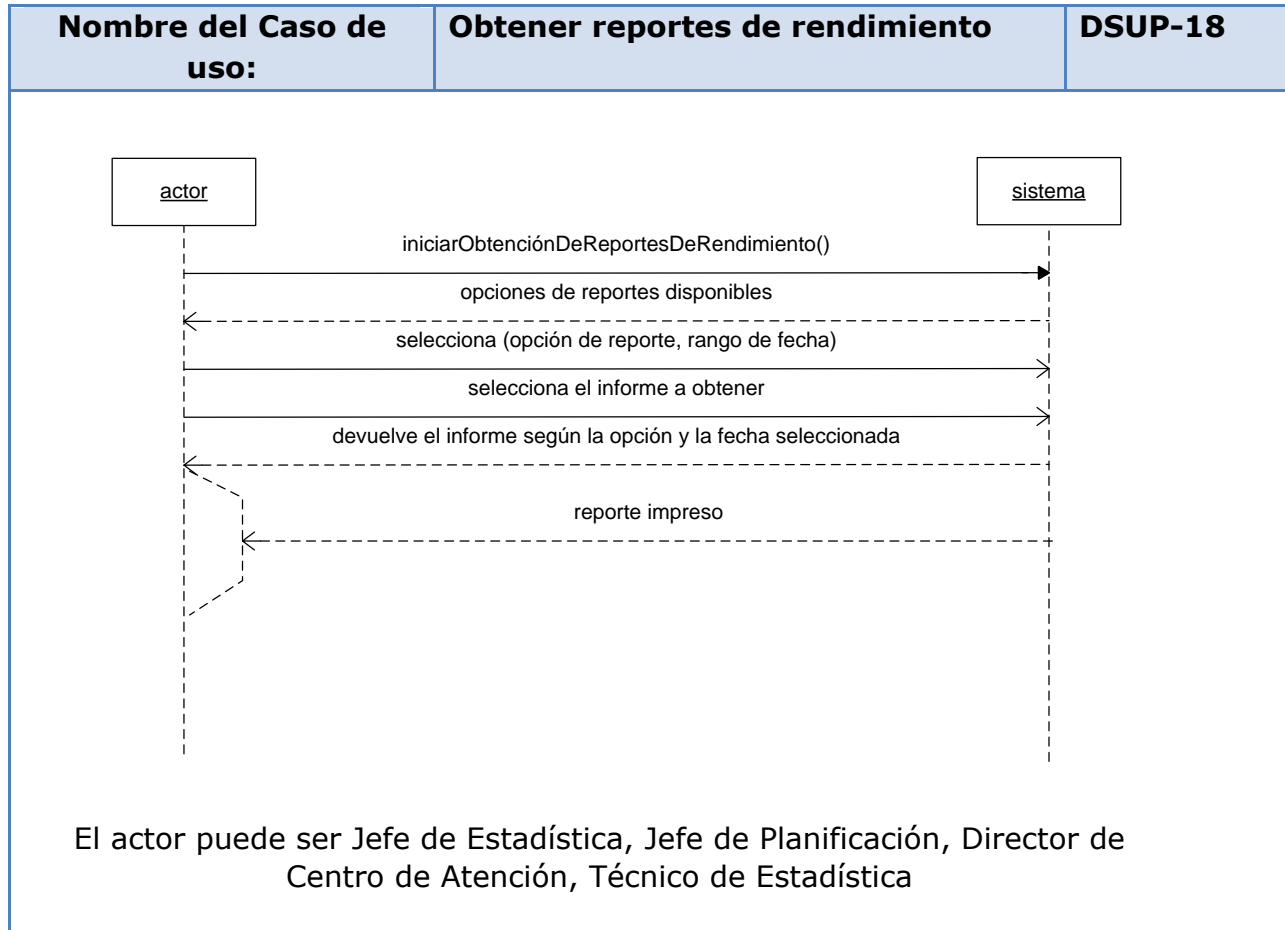 Nombre del Caso de uso:
Obtener reportes de rendimiento
DSUP-18
actor
sistema
iniciarObtenciónDeReportesDeRendimiento()
opciones de reportes disponibles
selecciona (opción de reporte, rango de fecha)
selecciona el informe a obtener
devuelve el informe según la opción y la fecha seleccionada
reporte impreso
El actor puede ser Jefe de Estadística, Jefe de Planificación, Director de
Centro de Atención, Técnico de Estadística